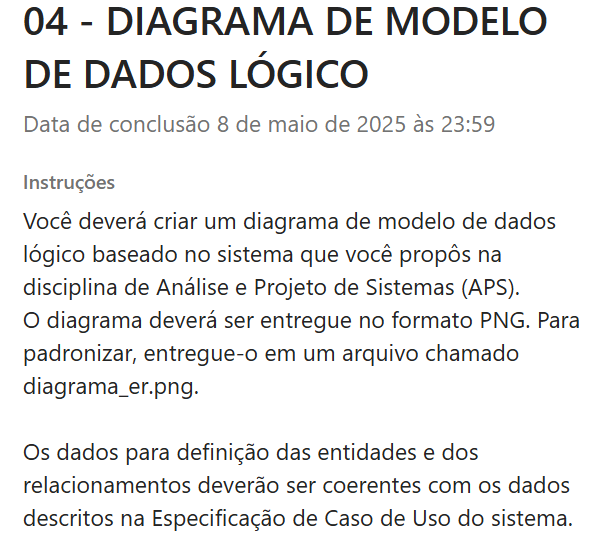 04 - DIAGRAMA DE MODELO
DE DADOS LÓGICO
Data de conclusão 8 de maio de 2025 às 23:59
Instruções
Você deverá criar um diagrama de modelo de dados
lógico baseado no sistema que você propôs na
disciplina de Análise e Projeto de Sistemas (APS).
O diagrama deverá ser entregue no formato PNG. Para
padronizar, entregue-o em um arquivo chamado
diagrama_er.png.
Os dados para definição das entidades e dos
relacionamentos deverão ser coerentes com os dados
descritos na Especificação de Caso de Uso do sistema.